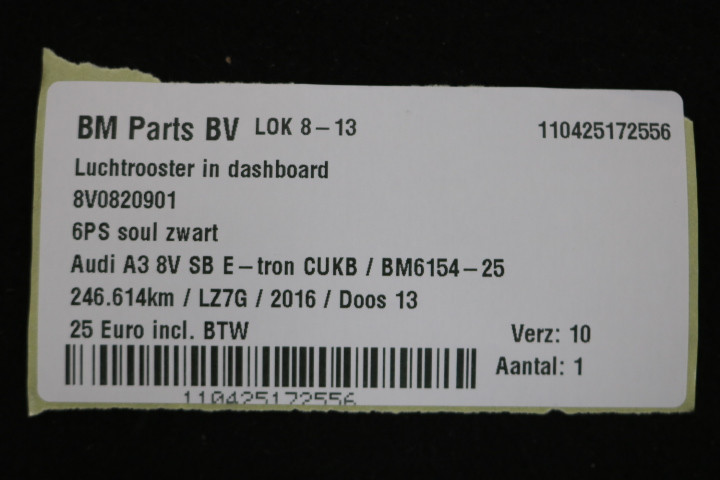 BM Parts BV LOK 8-13 110425172556
Luchtrooster in dashboard
8V0820901
6PS soul zwart
Audi A3 8V SB E-tron CUKB / BM6154-25
246.614km / LZ7G / 2016 / Doos 13
25 Euro incl. BTW Verz: 10
Aantal: 1
110425172556